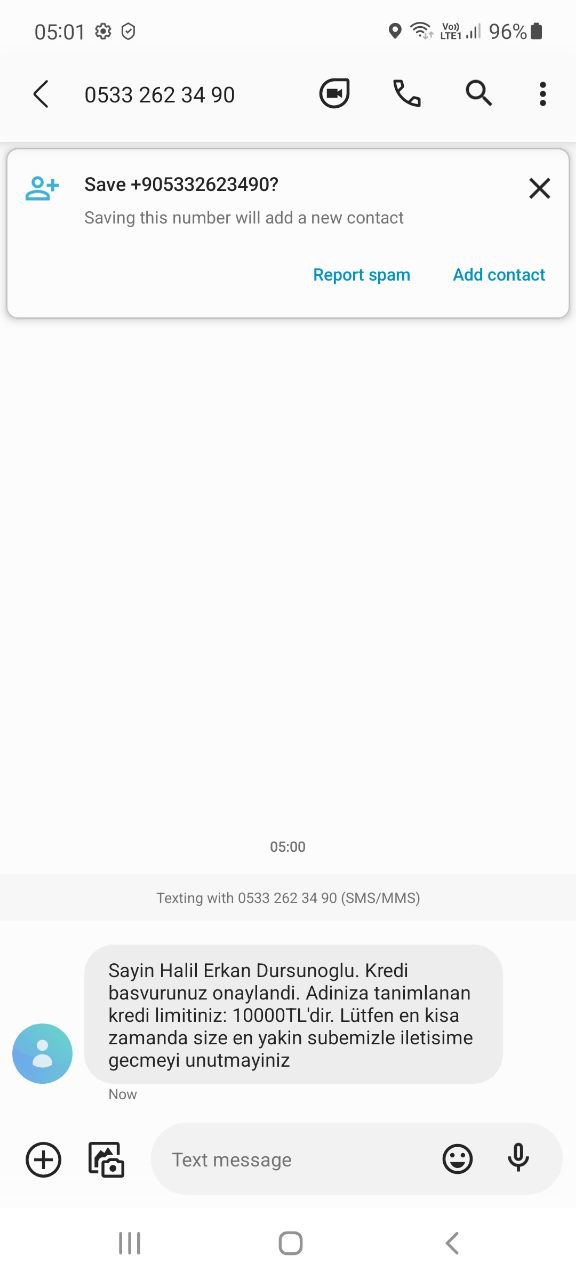 05:01
Vo)) LTE1 96%
0533 262 34 90
Save +905332623490?
Saving this number will add a new contact
Report spam Add contact
05:00
Texting with 0533 262 34 90 (SMS/MMS)
Sayin Halil Erkan Dursunoglu. Kredi
basvurunuz onaylandi. Adiniza tanimlanan
kredi limitiniz: 10000TL'dir. Lütfen en kisa
zamanda size en yakin subemizle iletisime
gecmeyi unutmayiniz
Now
Text message